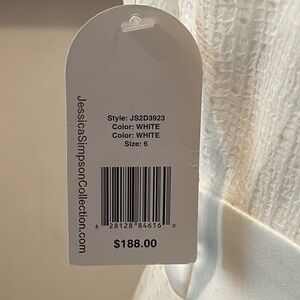 JessicaSimpsonCollection.com
Style: JS2D3923
Color: WHITE
Color: WHITE
Size: 6
8 28128 84616 0
$188.00